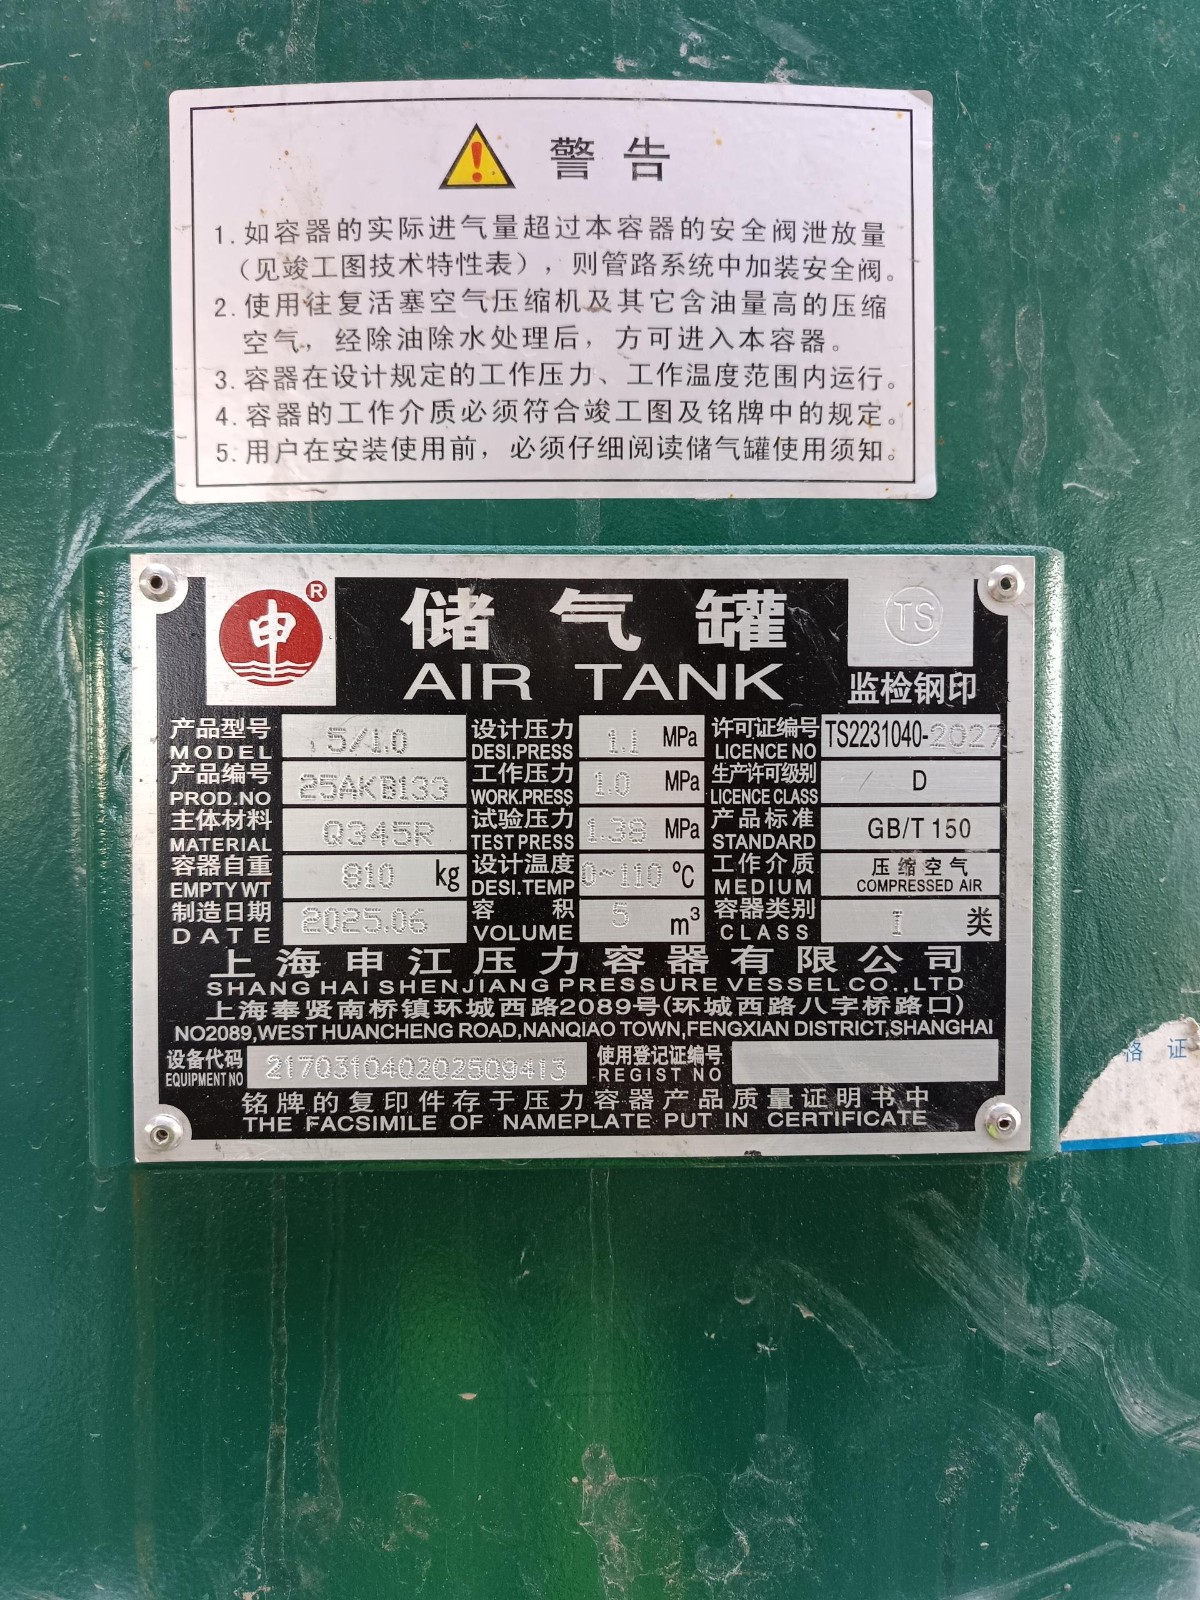 警告
1.如容器的实际进气量超过本容器的安全阀泄放量
（见竣工图技术特性表），则管路系统中加装安全阀。
2.使用往复活塞空气压缩机及其它含油量高的压缩
空气，经除油除水处理后，方可进入本容器。
3.容器在设计规定的工作压力、工作温度范围内运行。
4.容器的工作介质必须符合竣工图及铭牌中的规定。
5.用户在安装使用前，必须仔细阅读储气罐使用须知。
申 ®
储气罐
AIR TANK
TS
监检钢印
产品型号 5/1.0 设计压力 1.1 MPa 许可证编号 TS2231040-2027
MODEL DESI.PRESS LICENCE NO
产品编号 25AKB133 工作压力 1.0 MPa 生产许可级别 D
PROD.NO WORK.PRESS LICENCE CLASS
主体材料 Q345R 试验压力 1.38 MPa 产品标准 GB/T 150
MATERIAL TEST PRESS STANDARD
容器自重 810 kg 设计温度 0~110 ℃ 工作介质 压缩空气
EMPTY WT DESI.TEMP MEDIUM COMPRESSED AIR
制造日期 2025.06 容积 5 m³ 容器类别 I 类
DATE VOLUME CLASS
上海申江压力容器有限公司
SHANG HAI SHENJIANG PRESSURE VESSEL CO.,LTD
上海奉贤南桥镇环城西路2089号(环城西路八字桥路口)
NO2089,WEST HUANCHENG ROAD,NANQIAO TOWN,FENGXIAN DISTRICT,SHANGHAI
设备代码 217031040202509413 使用登记证编号
EQUIPMENT NO REGIST NO
铭牌的复印件存于压力容器产品质量证明书中
THE FACSIMILE OF NAMEPLATE PUT IN CERTIFICATE
格证